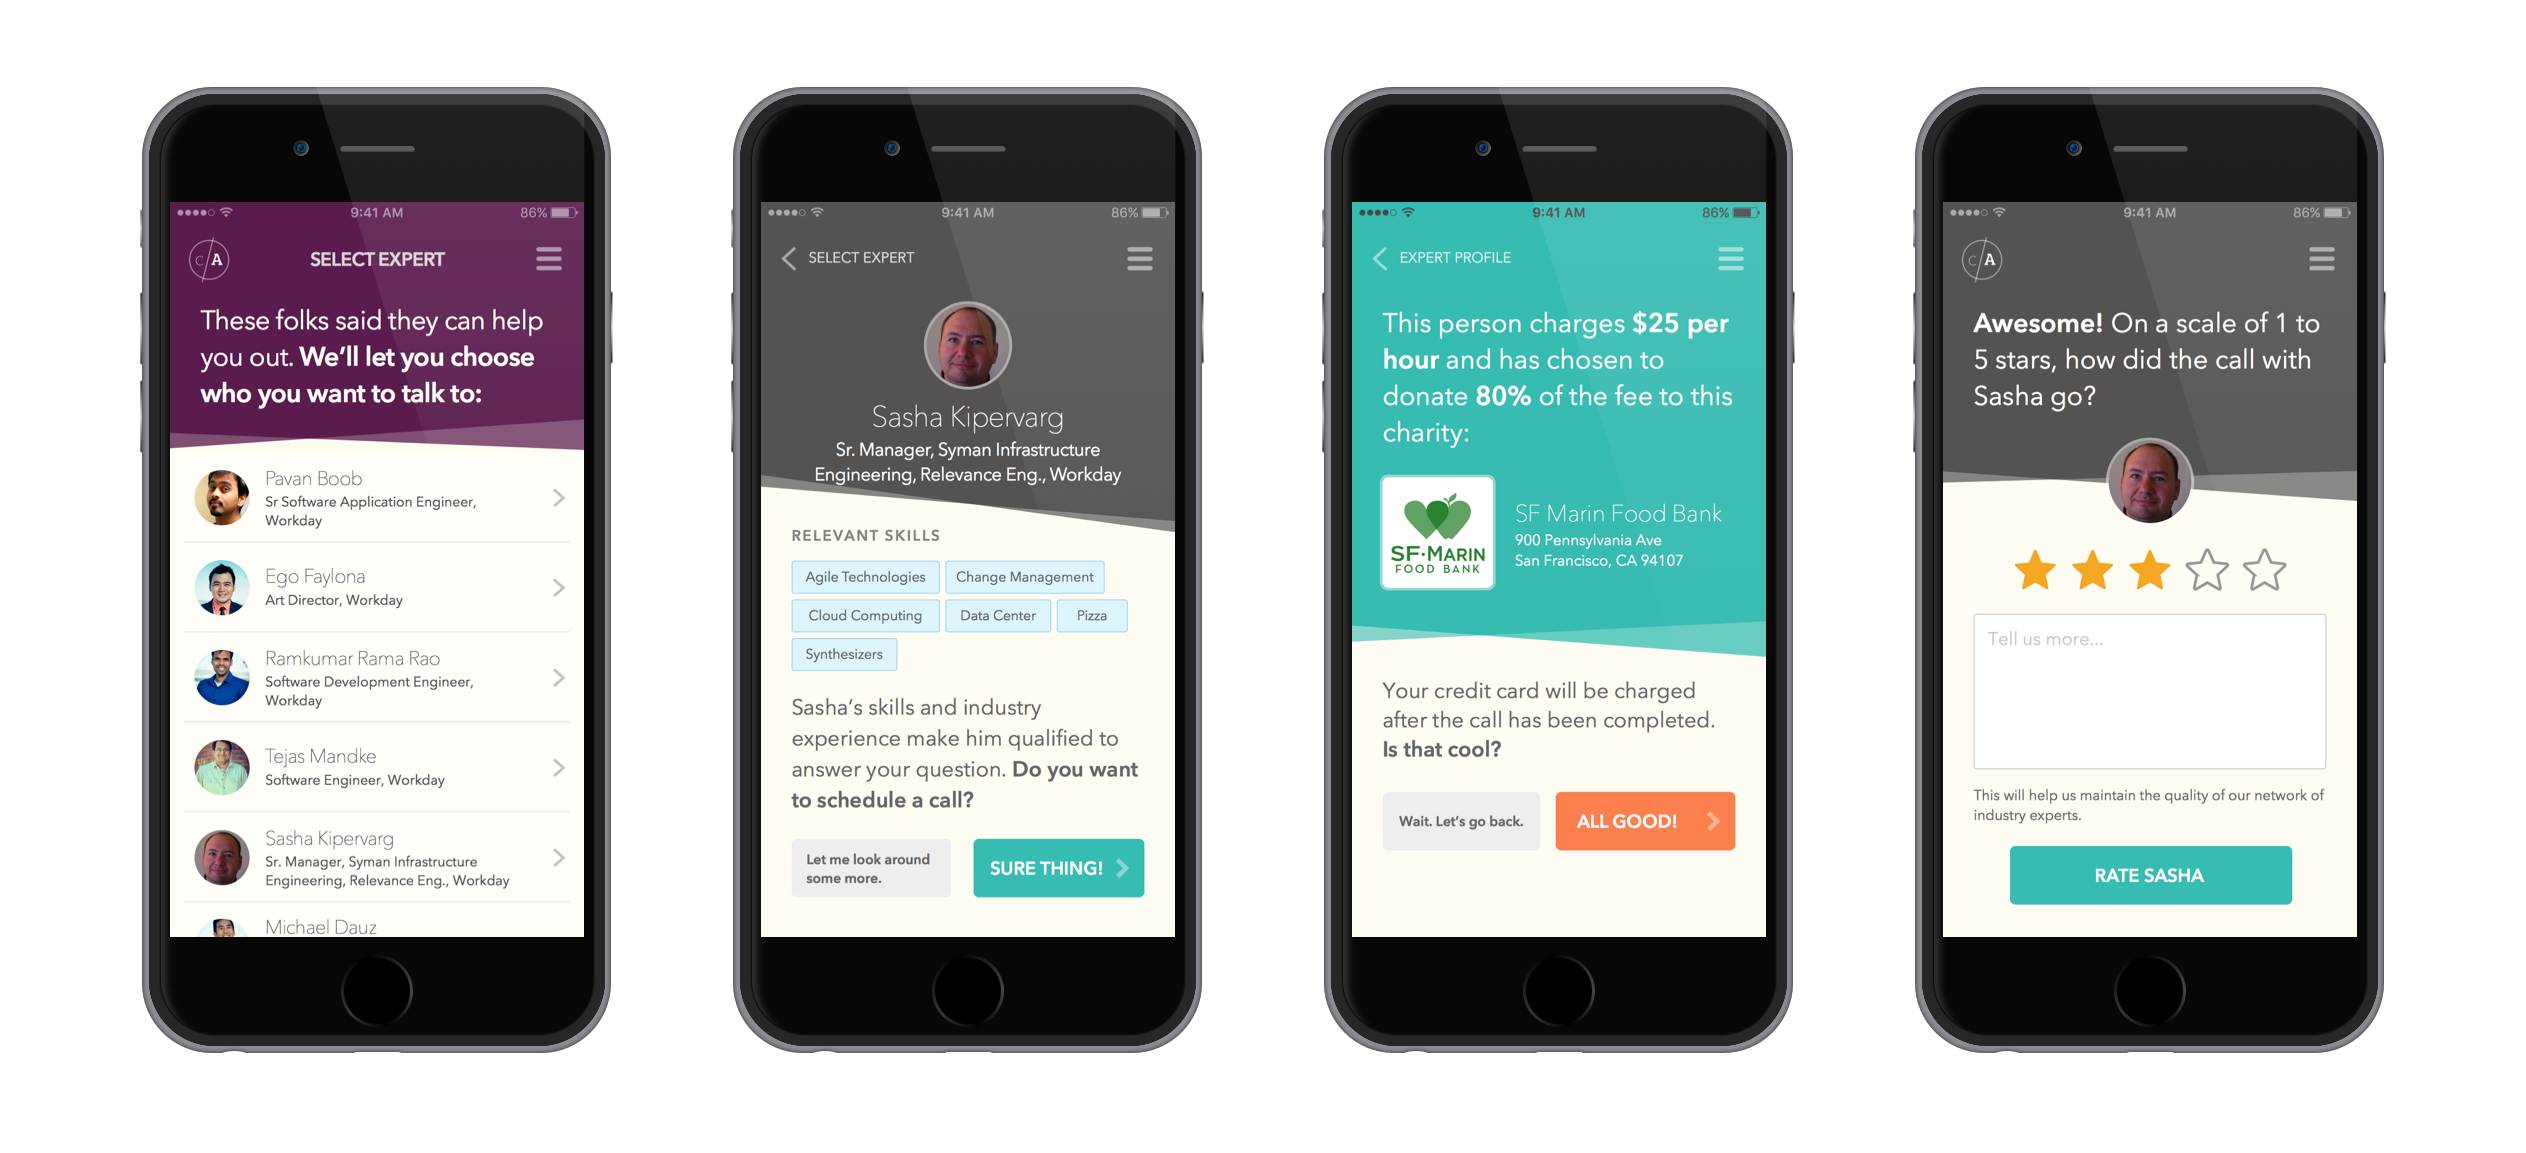 9:41 AM 86%
C/A SELECT EXPERT
These folks said they can help
you out. We'll let you choose
who you want to talk to:
Pavan Boob
Sr Software Application Engineer,
Workday
Ego Faylona
Art Director, Workday
Ramkumar Rama Rao
Software Development Engineer,
Workday
Tejas Mandke
Software Engineer, Workday
Sasha Kipervarg
Sr. Manager, Syman Infrastructure
Engineering, Relevance Eng., Workday
Michael Dauz
9:41 AM 86%
SELECT EXPERT
Sasha Kipervarg
Sr. Manager, Syman Infrastructure
Engineering, Relevance Eng., Workday
RELEVANT SKILLS
Agile Technologies Change Management
Cloud Computing Data Center Pizza
Synthesizers
Sasha's skills and industry
experience make him qualified to
answer your question. Do you want
to schedule a call?
Let me look around
some more.
SURE THING!
9:41 AM 86%
EXPERT PROFILE
This person charges $25 per
hour and has chosen to
donate 80% of the fee to this
charity:
SF·MARIN
FOOD BANK
SF Marin Food Bank
900 Pennsylvania Ave
San Francisco, CA 94107
Your credit card will be charged
after the call has been completed.
Is that cool?
Wait. Let's go back.
ALL GOOD!
9:41 AM 86%
C/A
Awesome! On a scale of 1 to
5 stars, how did the call with
Sasha go?
Tell us more...
This will help us maintain the quality of our network of
industry experts.
RATE SASHA